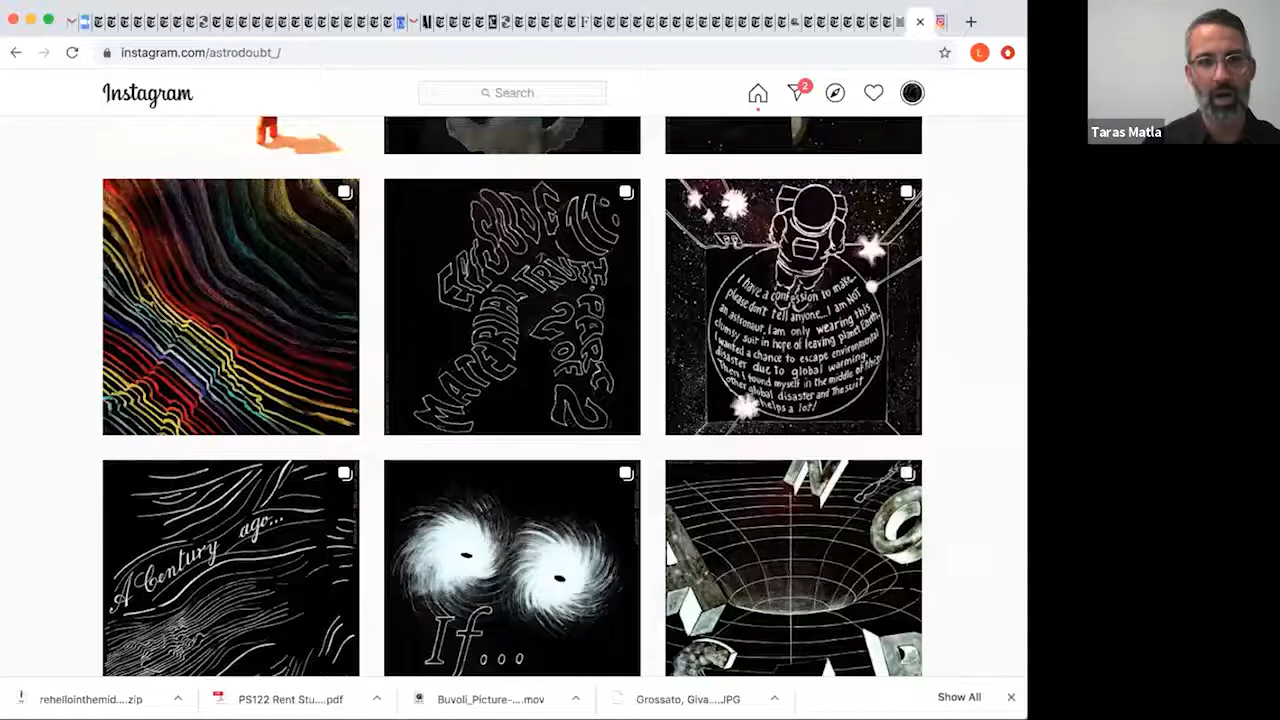 instagram.com/astrodoubt_/
Instagram
Search
2
Taras Matla
EPISODE 11:
MATERIAL TRUTH. PART 2 OF 2
I have a confession to make,
please don't tell anyone...I am NOT
an astronaut. I am only wearing this
clumsy suit in hope of leaving planet Earth.
I wanted a chance to escape environmental
disaster due to global warming.
Then I found myself in the middle of this
other global disaster and the suit
helps a lot!
A Century ago...
If...
N
O
rehellointhemid....zip
PS122 Rent Stu....pdf
Buvoli_Picture-....mov
Grossato, Giva....JPG
Show All